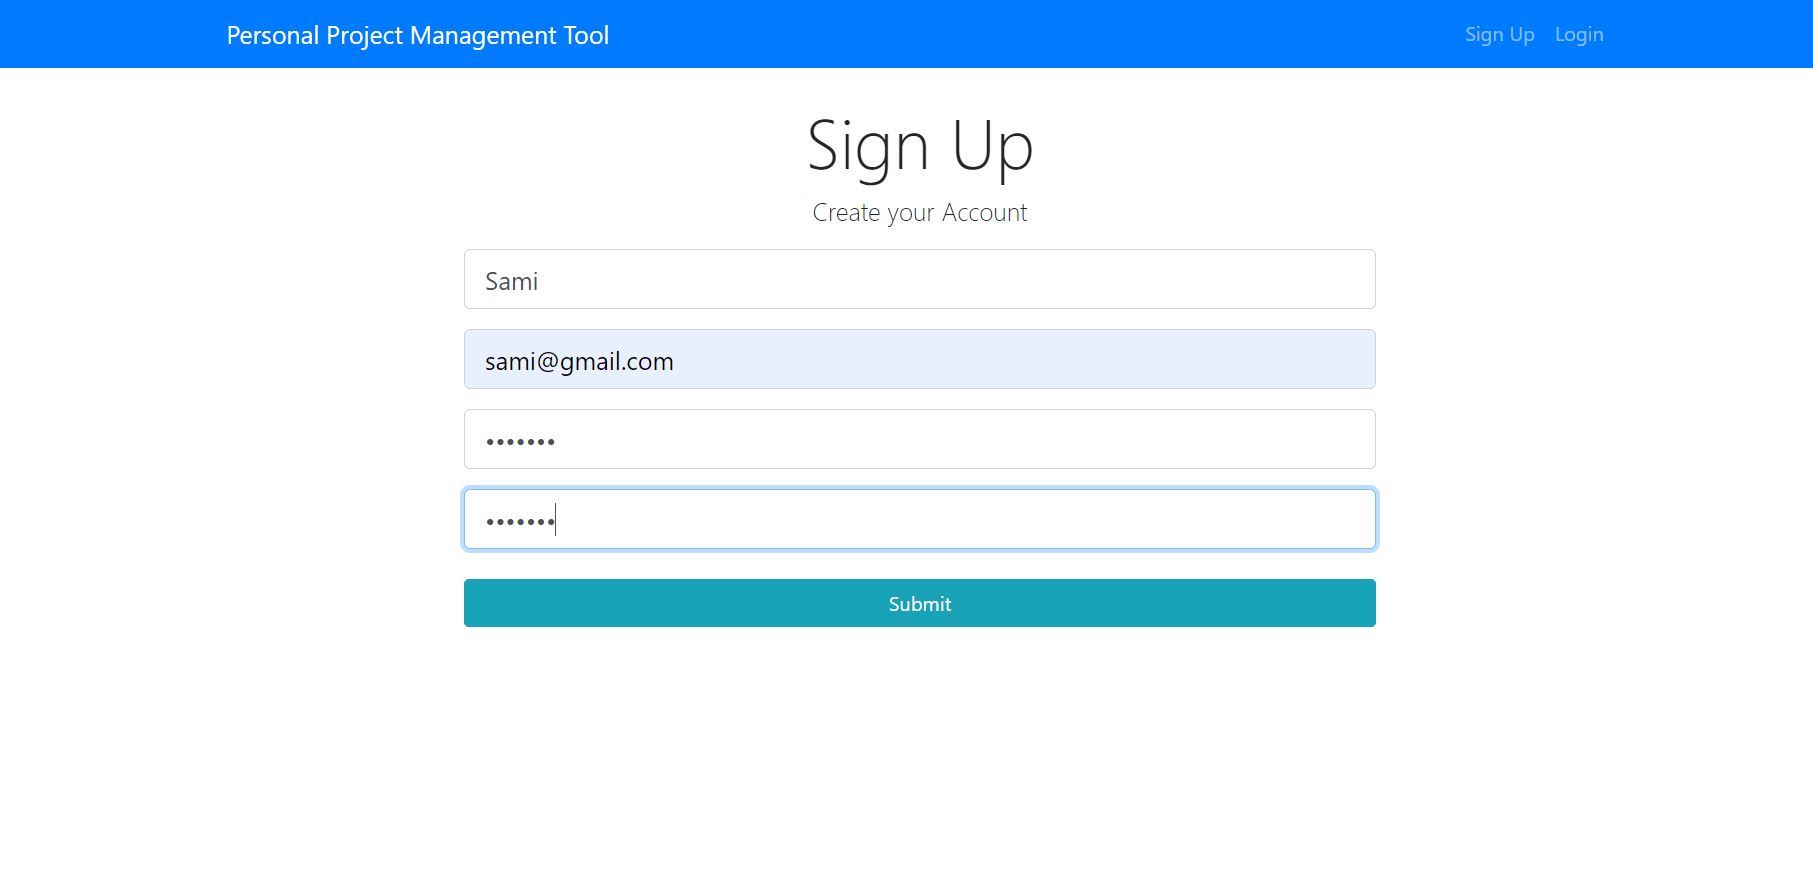 Personal Project Management Tool
Sign Up Login
Sign Up
Create your Account
Sami
sami@gmail.com
•••••••
•••••••
Submit